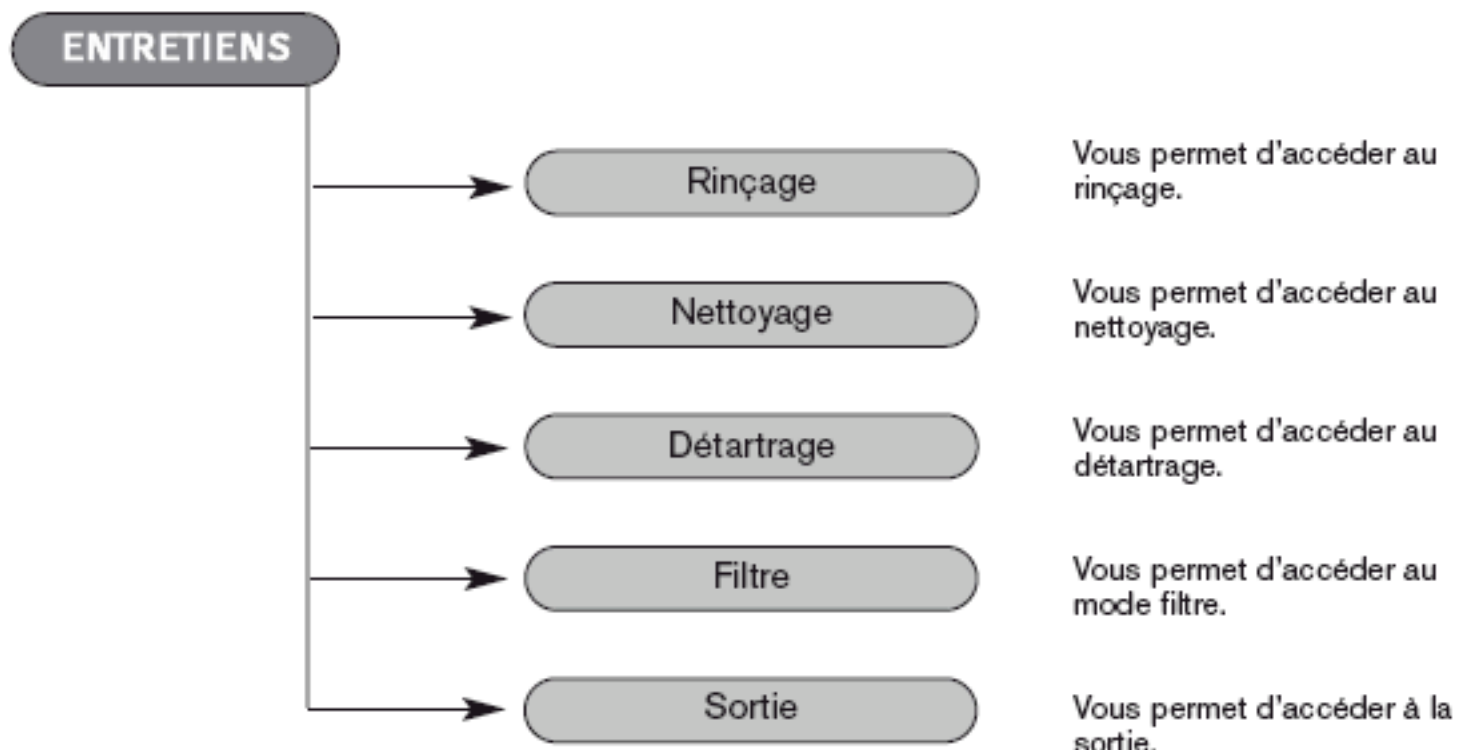 ENTRETIENS
Rinçage
Vous permet d'accéder au
rinçage.
Nettoyage
Vous permet d'accéder au
nettoyage.
Détartrage
Vous permet d'accéder au
détartrage.
Filtre
Vous permet d'accéder au
mode filtre.
Sortie
Vous permet d'accéder à la
sortie.